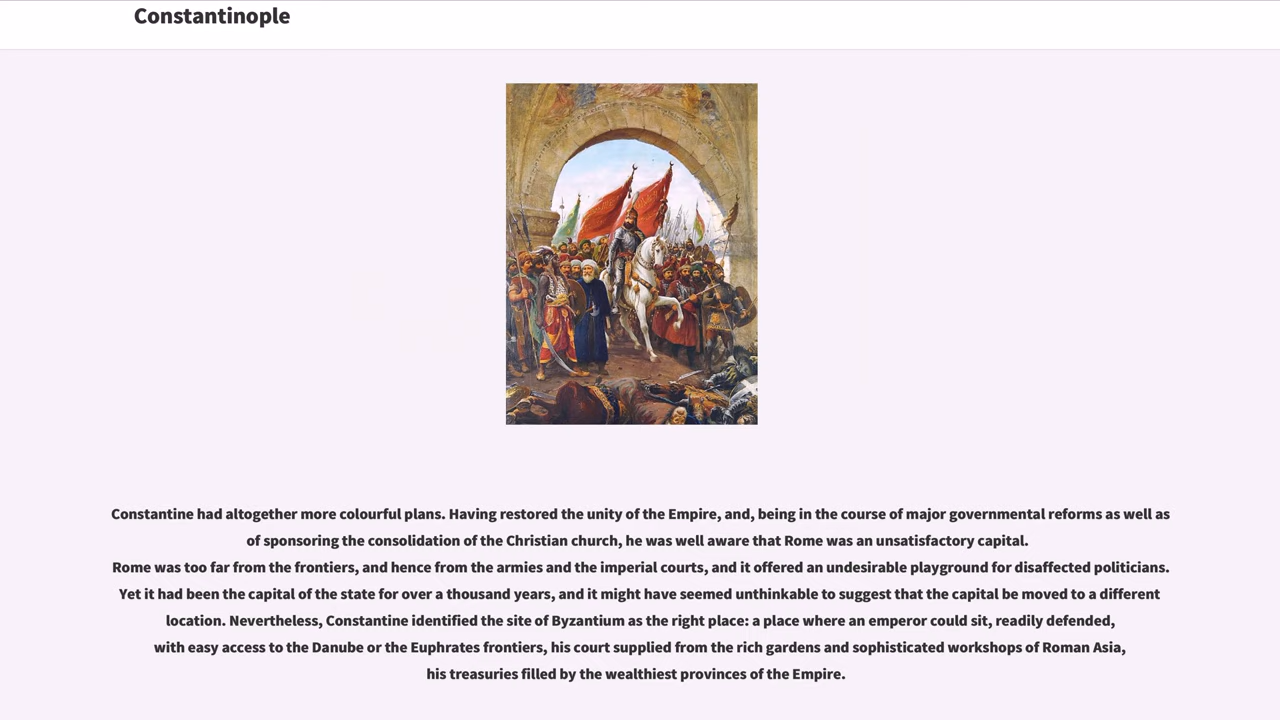 Constantinople
Constantine had altogether more colourful plans. Having restored the unity of the Empire, and, being in the course of major governmental reforms as well as
of sponsoring the consolidation of the Christian church, he was well aware that Rome was an unsatisfactory capital.
Rome was too far from the frontiers, and hence from the armies and the imperial courts, and it offered an undesirable playground for disaffected politicians.
Yet it had been the capital of the state for over a thousand years, and it might have seemed unthinkable to suggest that the capital be moved to a different
location. Nevertheless, Constantine identified the site of Byzantium as the right place: a place where an emperor could sit, readily defended,
with easy access to the Danube or the Euphrates frontiers, his court supplied from the rich gardens and sophisticated workshops of Roman Asia,
his treasuries filled by the wealthiest provinces of the Empire.